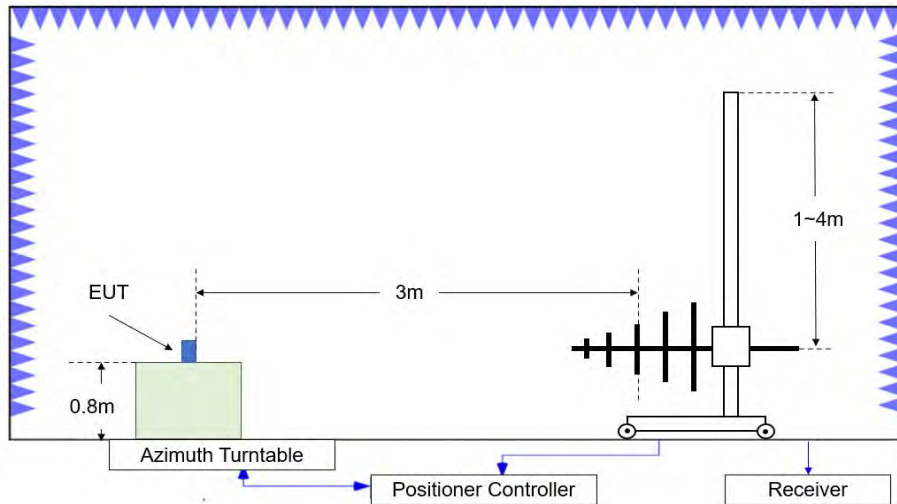 1~4m
3m
EUT
0.8m
Azimuth Turntable
Positioner Controller
Receiver